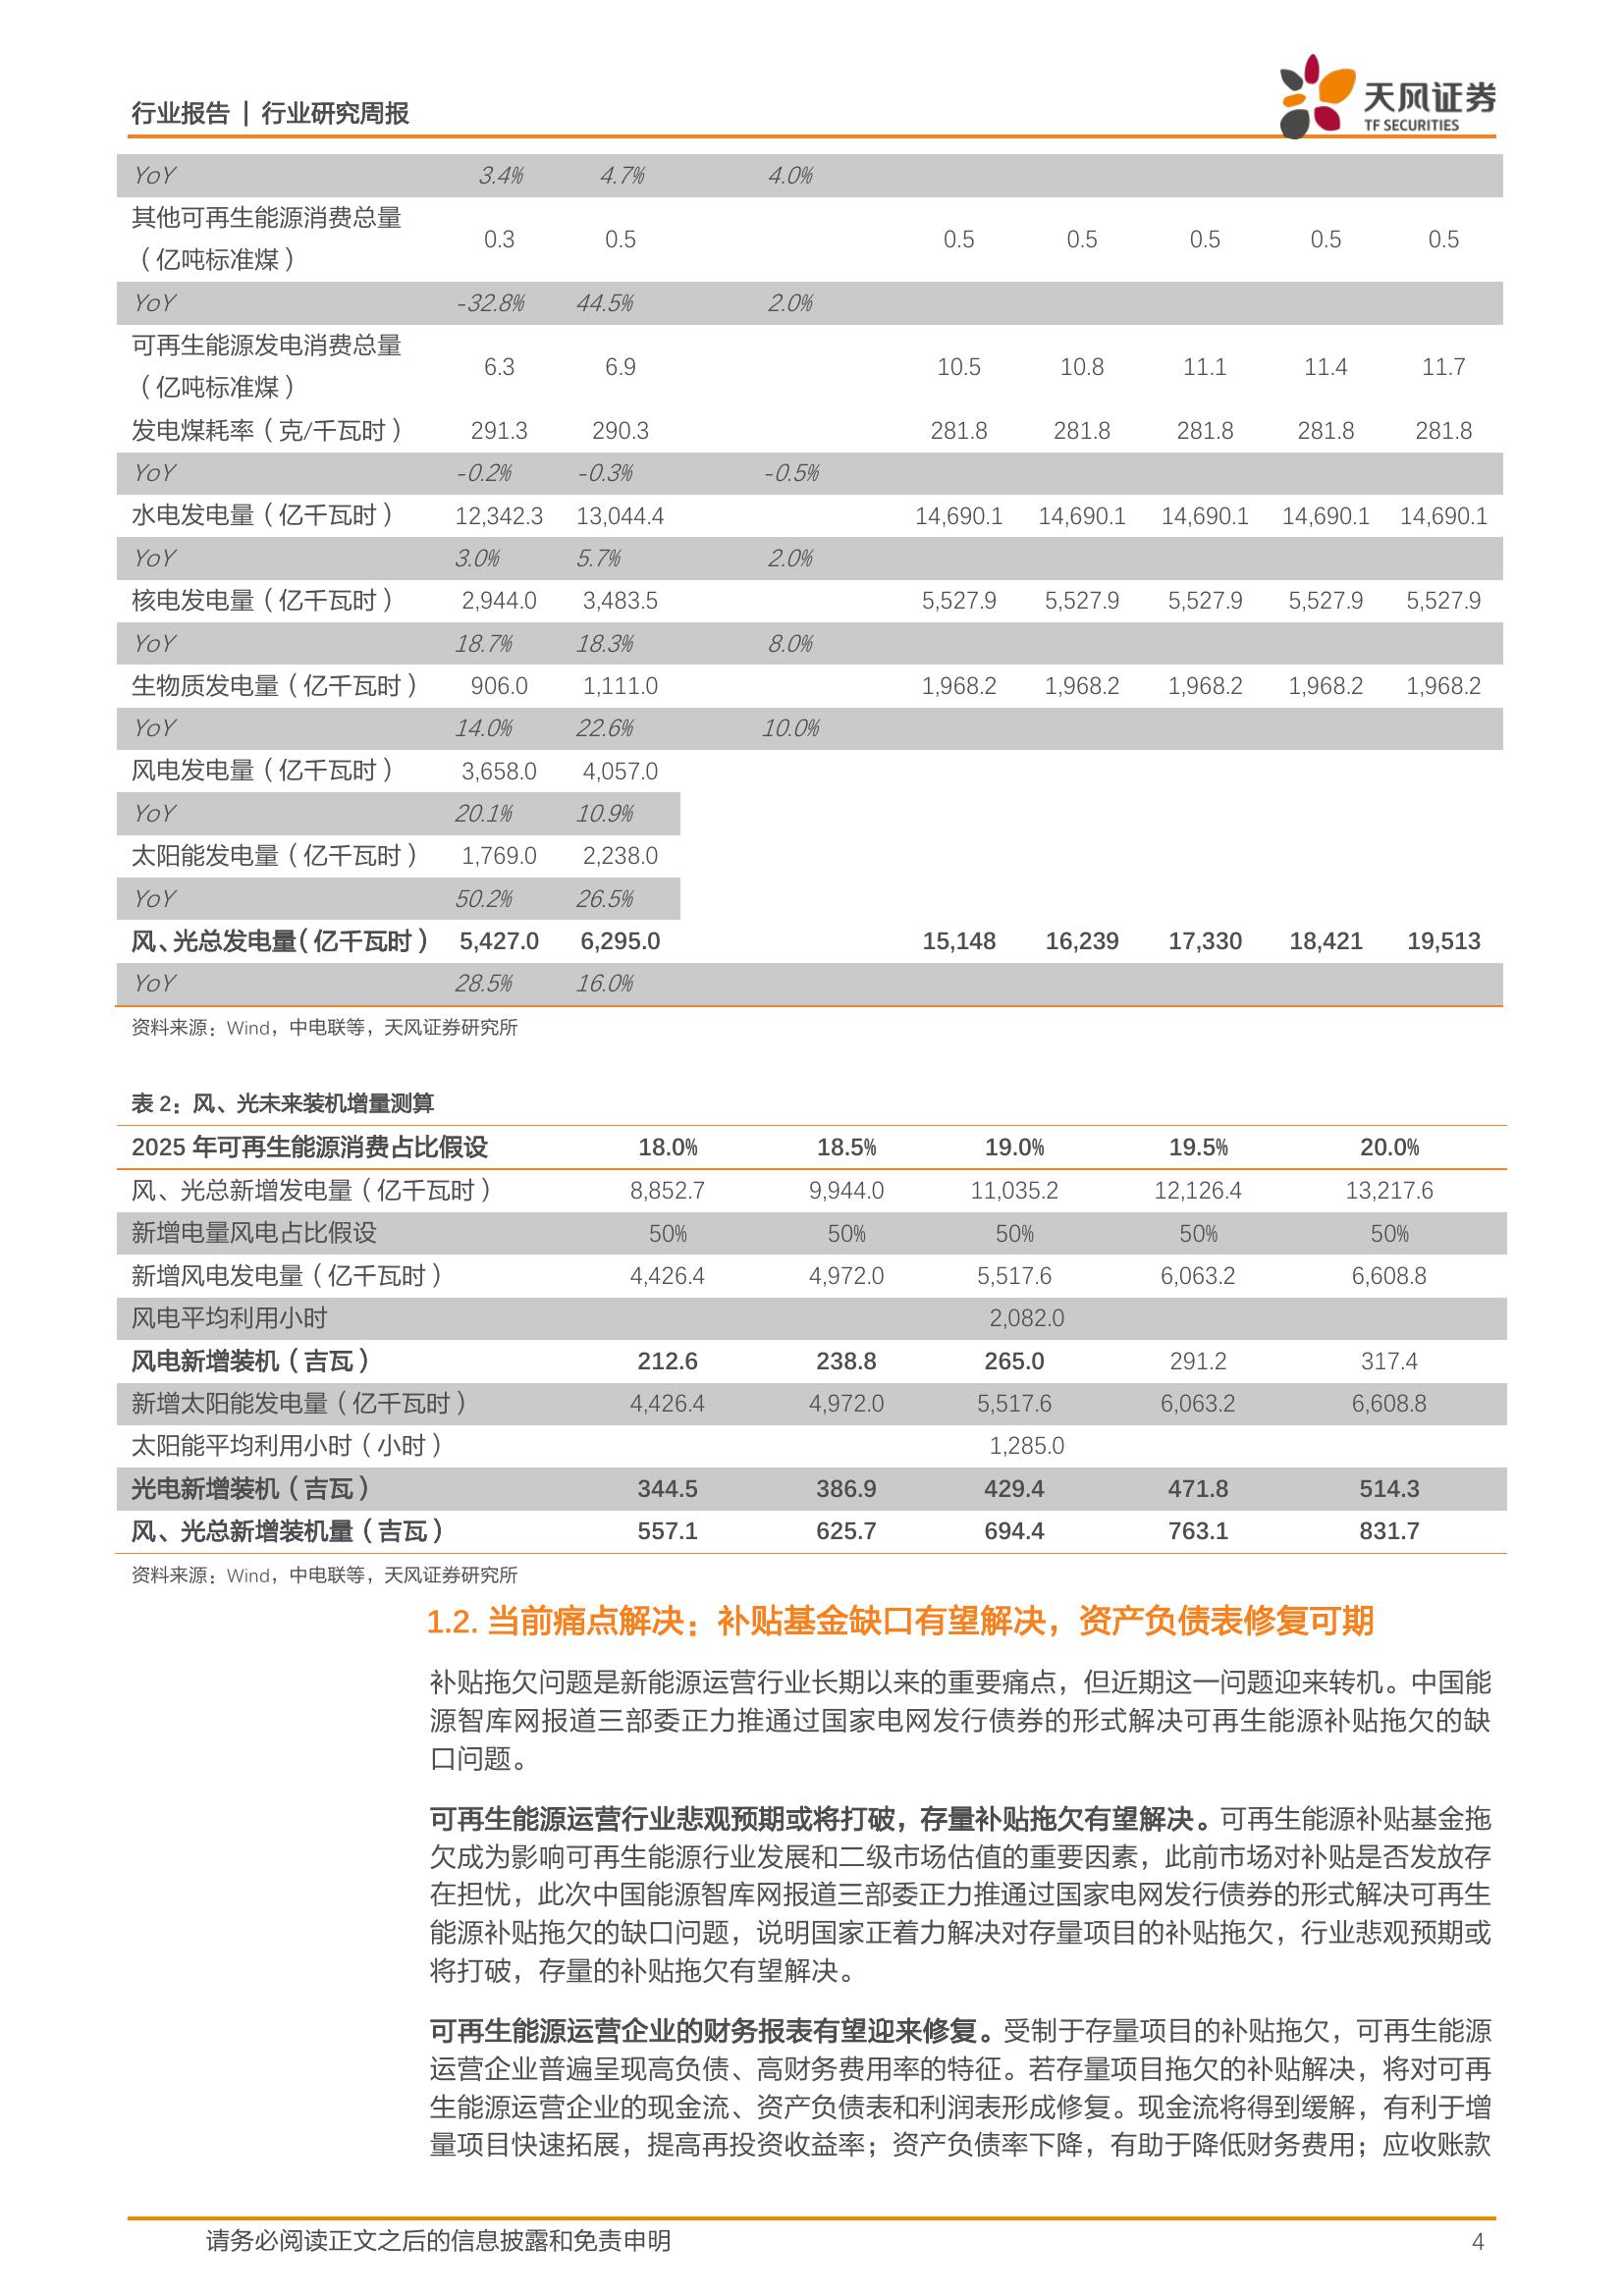 行业报告 | 行业研究周报
天风证券
TF SECURITIES
YoY 3.4% 4.7% 4.0%
其他可再生能源消费总量
（亿吨标准煤） 0.3 0.5 0.5 0.5 0.5 0.5 0.5
YoY -32.8% 44.5% 2.0%
可再生能源发电消费总量
（亿吨标准煤） 6.3 6.9 10.5 10.8 11.1 11.4 11.7
发电煤耗率（克/千瓦时） 291.3 290.3 281.8 281.8 281.8 281.8 281.8
YoY -0.2% -0.3% -0.5%
水电发电量（亿千瓦时） 12,342.3 13,044.4 14,690.1 14,690.1 14,690.1 14,690.1 14,690.1
YoY 3.0% 5.7% 2.0%
核电发电量（亿千瓦时） 2,944.0 3,483.5 5,527.9 5,527.9 5,527.9 5,527.9 5,527.9
YoY 18.7% 18.3% 8.0%
生物质发电量（亿千瓦时） 906.0 1,111.0 1,968.2 1,968.2 1,968.2 1,968.2 1,968.2
YoY 14.0% 22.6% 10.0%
风电发电量（亿千瓦时） 3,658.0 4,057.0
YoY 20.1% 10.9%
太阳能发电量（亿千瓦时） 1,769.0 2,238.0
YoY 50.2% 26.5%
风、光总发电量（亿千瓦时） 5,427.0 6,295.0 15,148 16,239 17,330 18,421 19,513
YoY 28.5% 16.0%
资料来源：Wind，中电联等，天风证券研究所
表 2：风、光未来装机增量测算
2025 年可再生能源消费占比假设 18.0% 18.5% 19.0% 19.5% 20.0%
风、光总新增发电量（亿千瓦时） 8,852.7 9,944.0 11,035.2 12,126.4 13,217.6
新增电量风电占比假设 50% 50% 50% 50% 50%
新增风电发电量（亿千瓦时） 4,426.4 4,972.0 5,517.6 6,063.2 6,608.8
风电平均利用小时 2,082.0
风电新增装机（吉瓦） 212.6 238.8 265.0 291.2 317.4
新增太阳能发电量（亿千瓦时） 4,426.4 4,972.0 5,517.6 6,063.2 6,608.8
太阳能平均利用小时（小时） 1,285.0
光电新增装机（吉瓦） 344.5 386.9 429.4 471.8 514.3
风、光总新增装机量（吉瓦） 557.1 625.7 694.4 763.1 831.7
资料来源：Wind，中电联等，天风证券研究所
1.2. 当前痛点解决：补贴基金缺口有望解决，资产负债表修复可期
补贴拖欠问题是新能源运营行业长期以来的重要痛点，但近期这一问题迎来转机。中国能
源智库网报道三部委正力推通过国家电网发行债券的形式解决可再生能源补贴拖欠的缺
口问题。
可再生能源运营行业悲观预期或将打破，存量补贴拖欠有望解决。可再生能源补贴基金拖
欠成为影响可再生能源行业发展和二级市场估值的重要因素，此前市场对补贴是否发放存
在担忧，此次中国能源智库网报道三部委正力推通过国家电网发行债券的形式解决可再生
能源补贴拖欠的缺口问题，说明国家正着力解决对存量项目的补贴拖欠，行业悲观预期或
将打破，存量的补贴拖欠有望解决。
可再生能源运营企业的财务报表有望迎来修复。受制于存量项目的补贴拖欠，可再生能源
运营企业普遍呈现高负债、高财务费用率的特征。若存量项目拖欠的补贴解决，将对可再
生能源运营企业的现金流、资产负债表和利润表形成修复。现金流将得到缓解，有利于增
量项目快速拓展，提高再投资收益率；资产负债率下降，有助于降低财务费用；应收账款
请务必阅读正文之后的信息披露和免责申明 4